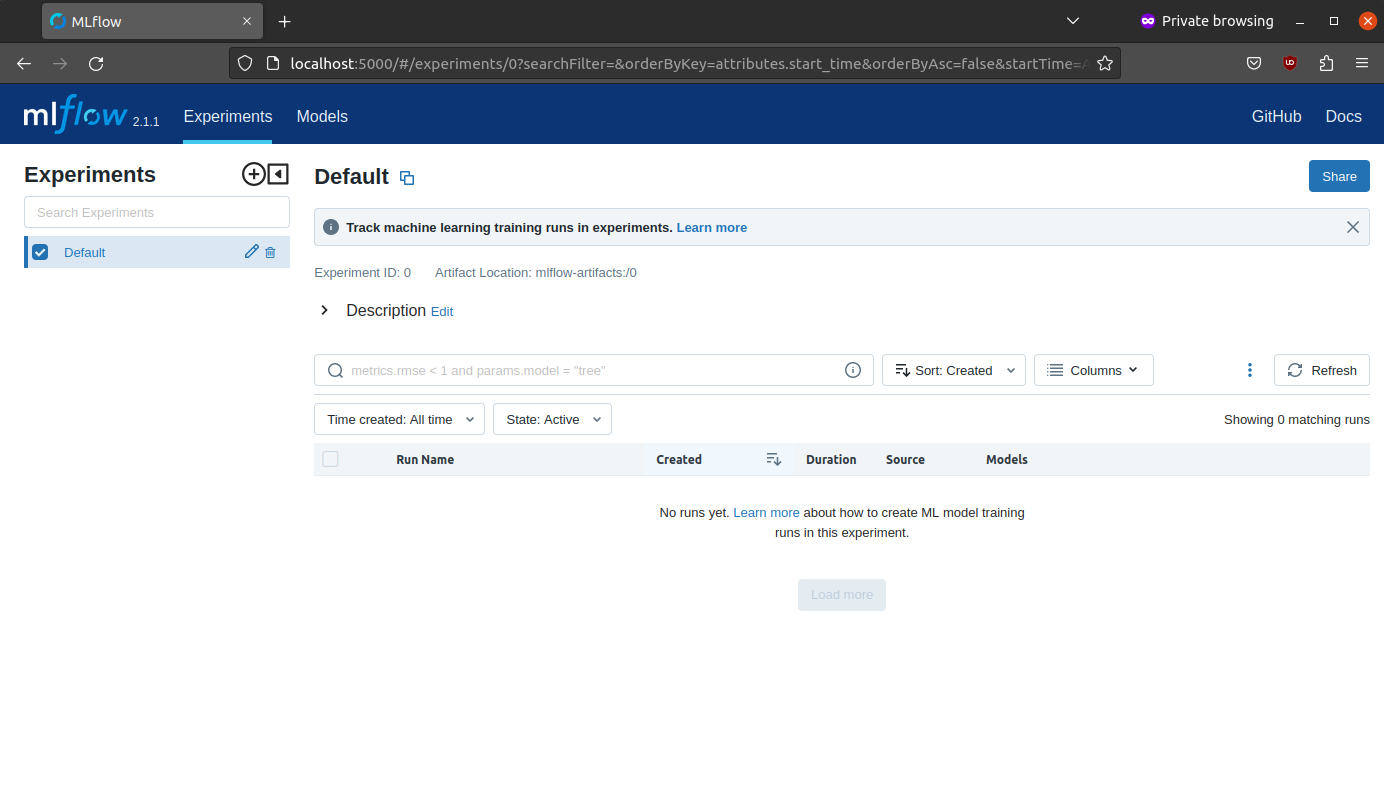 MLflow
Private browsing
localhost:5000/#/experiments/0?searchFilter=&orderByKey=attributes.start_time&orderByAsc=false&startTime=
mlflow 2.1.1 Experiments Models GitHub Docs
Experiments
Search Experiments
Default
Default
Share
Track machine learning training runs in experiments. Learn more
Experiment ID: 0 Artifact Location: mlflow-artifacts:/0
Description Edit
metrics.rmse < 1 and params.model = "tree"
Sort: Created
Columns
Refresh
Time created: All time
State: Active
Showing 0 matching runs
Run Name Created Duration Source Models
No runs yet. Learn more about how to create ML model training
runs in this experiment.
Load more